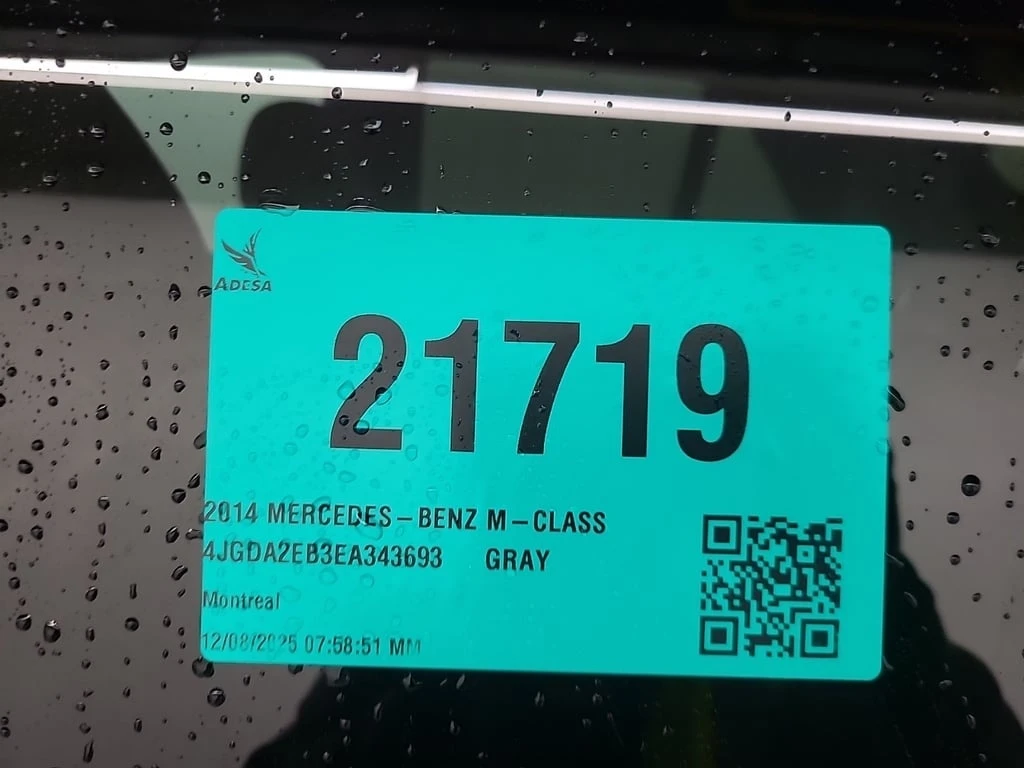 ADESA
21719
2014 MERCEDES-BENZ M-CLASS
4JGDA2EB3EA343693 GRAY
Montreal
12/08/2025 07:58:51 MM